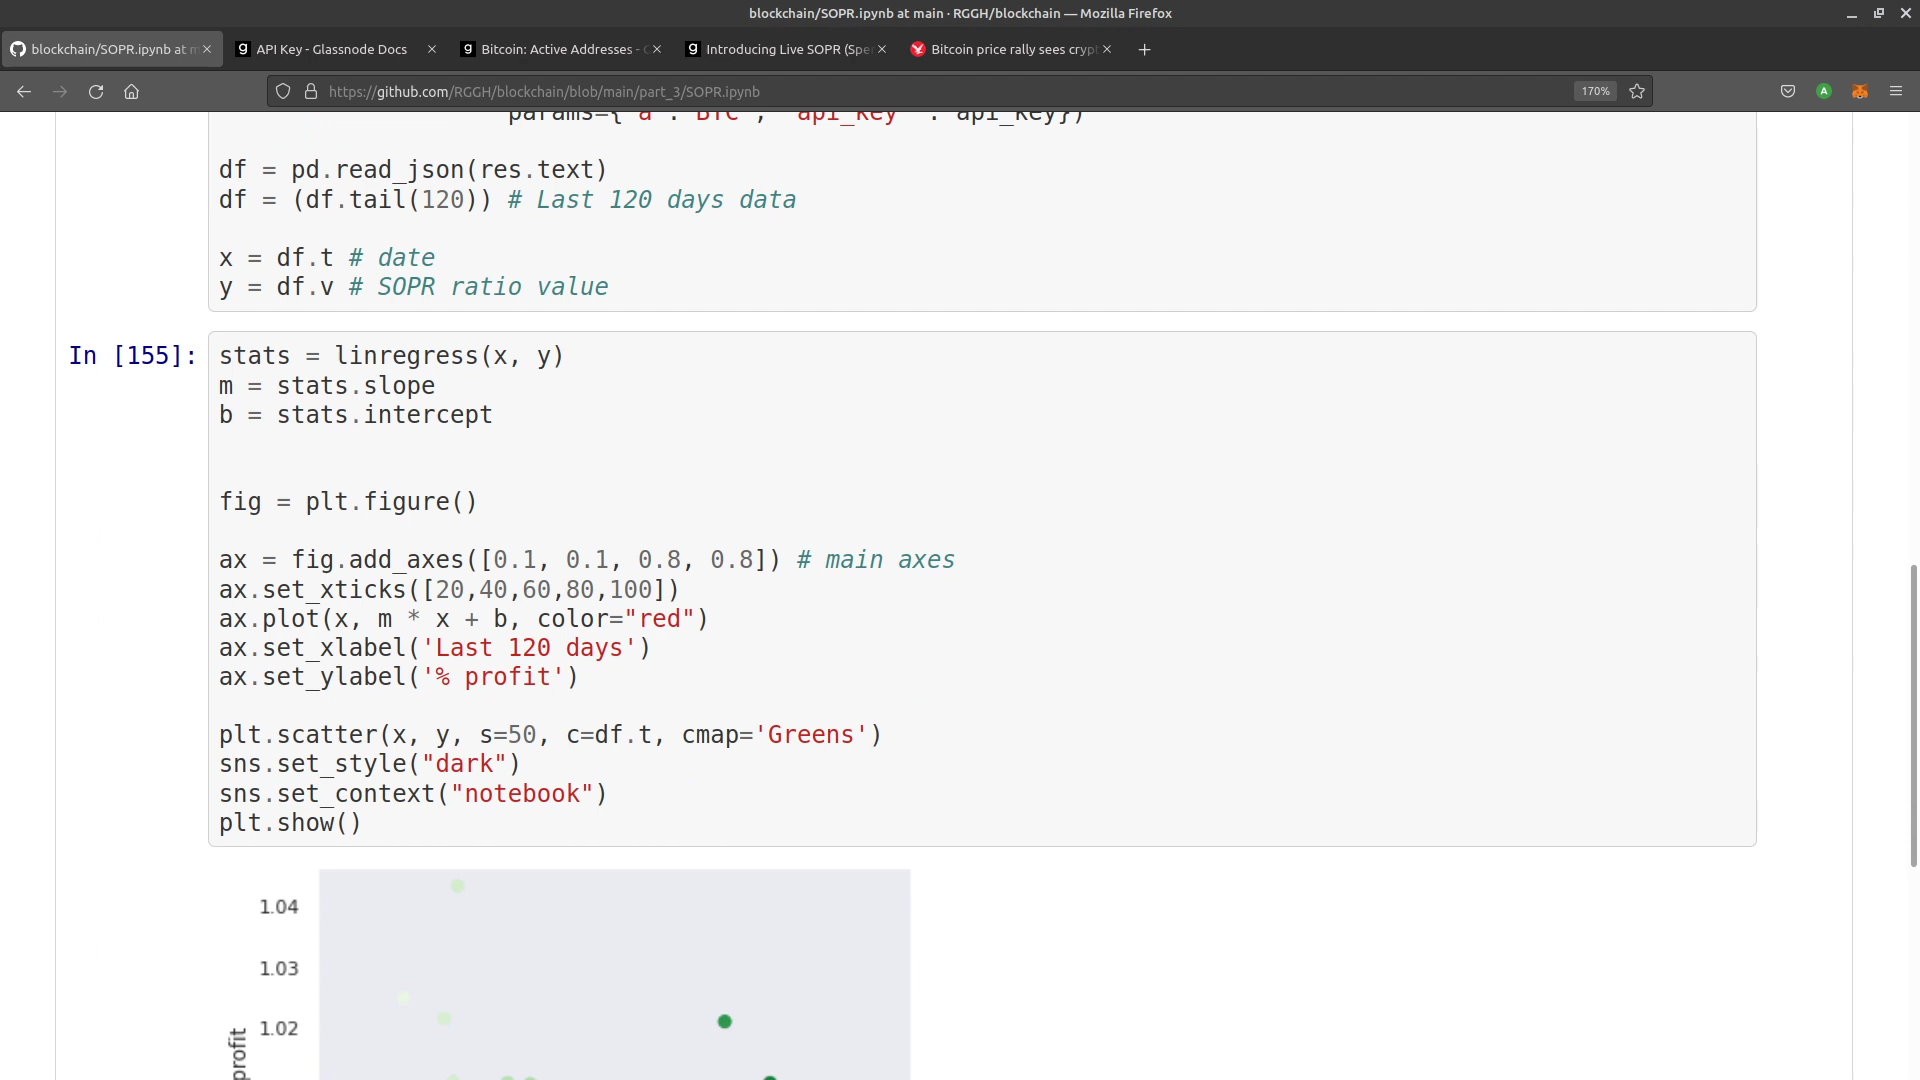 blockchain/SOPR.ipynb at main · RGGH/blockchain — Mozilla Firefox
blockchain/SOPR.ipynb at m
API Key - Glassnode Docs
Bitcoin: Active Addresses -
Introducing Live SOPR (Spe
Bitcoin price rally sees crypt
https://github.com/RGGH/blockchain/blob/main/part_3/SOPR.ipynb
170%
params={'a': 'BTC', 'api_key' : api_key})
df = pd.read_json(res.text)
df = (df.tail(120)) # Last 120 days data
x = df.t # date
y = df.v # SOPR ratio value
In [155]:
stats = linregress(x, y)
m = stats.slope
b = stats.intercept
fig = plt.figure()
ax = fig.add_axes([0.1, 0.1, 0.8, 0.8]) # main axes
ax.set_xticks([20,40,60,80,100])
ax.plot(x, m * x + b, color="red")
ax.set_xlabel('Last 120 days')
ax.set_ylabel('% profit')
plt.scatter(x, y, s=50, c=df.t, cmap='Greens')
sns.set_style("dark")
sns.set_context("notebook")
plt.show()
1.04
1.03
1.02
profit